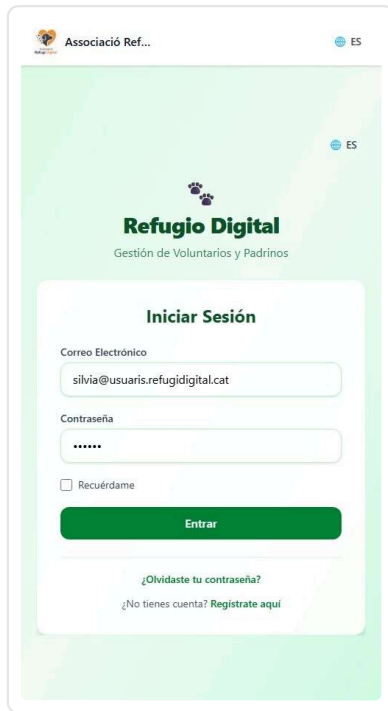 Associació Ref...
ES
ES
Refugio Digital
Gestión de Voluntarios y Padrinos
Iniciar Sesión
Correo Electrónico
silvia@usuaris.refugidigital.cat
Contraseña
••••••
Recuérdame
Entrar
¿Olvidaste tu contraseña?
¿No tienes cuenta? Regístrate aquí